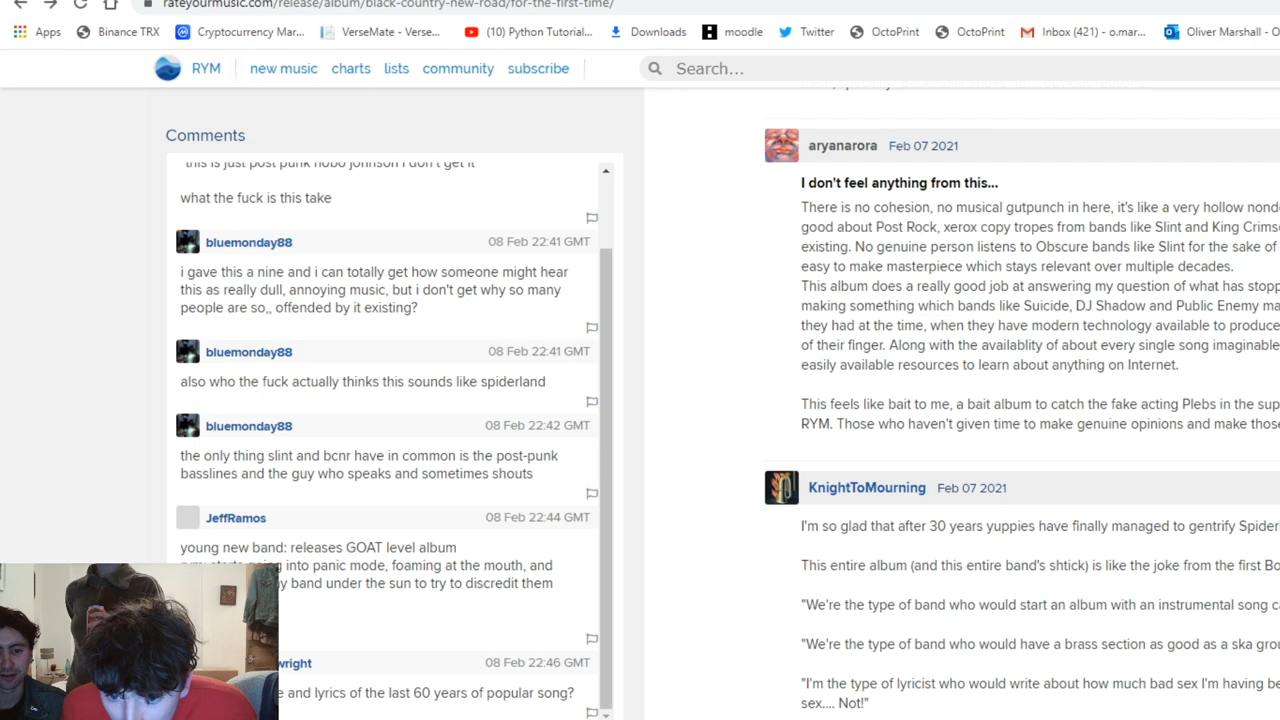 rateyourmusic.com/release/album/black-country-new-road/for-the-first-time/
Apps Binance TRX Cryptocurrency Mar... VerseMate - Verse... (10) Python Tutorial... Downloads moodle Twitter OctoPrint OctoPrint Inbox (421) - o.mar... Oliver Marshall - O
RYM new music charts lists community subscribe Search...
Comments
this is just post punk hobo johnson i don't get it
what the fuck is this take
bluemonday88 08 Feb 22:41 GMT
i gave this a nine and i can totally get how someone might hear
this as really dull, annoying music, but i don't get why so many
people are so,, offended by it existing?
bluemonday88 08 Feb 22:41 GMT
also who the fuck actually thinks this sounds like spiderland
bluemonday88 08 Feb 22:42 GMT
the only thing slint and bcnr have in common is the post-punk
basslines and the guy who speaks and sometimes shouts
JeffRamos 08 Feb 22:44 GMT
young new band: releases GOAT level album
into panic mode, foaming at the mouth, and
band under the sun to try to discredit them
wright 08 Feb 22:46 GMT
e and lyrics of the last 60 years of popular song?
aryanarora Feb 07 2021
I don't feel anything from this...
There is no cohesion, no musical gutpunch in here, it's like a very hollow nond
good about Post Rock, xerox copy tropes from bands like Slint and King Crims
existing. No genuine person listens to Obscure bands like Slint for the sake of
easy to make masterpiece which stays relevant over multiple decades.
This album does a really good job at answering my question of what has stopp
making something which bands like Suicide, DJ Shadow and Public Enemy ma
they had at the time, when they have modern technology available to produce
of their finger. Along with the availablity of about every single song imaginable
easily available resources to learn about anything on Internet.
This feels like bait to me, a bait album to catch the fake acting Plebs in the sup
RYM. Those who haven't given time to make genuine opinions and make those
KnightToMourning Feb 07 2021
I'm so glad that after 30 years yuppies have finally managed to gentrify Spider
This entire album (and this entire band's shtick) is like the joke from the first Bo
"We're the type of band who would start an album with an instrumental song c
"We're the type of band who would have a brass section as good as a ska grou
"I'm the type of lyricist who would write about how much bad sex I'm having be
sex.... Not!"